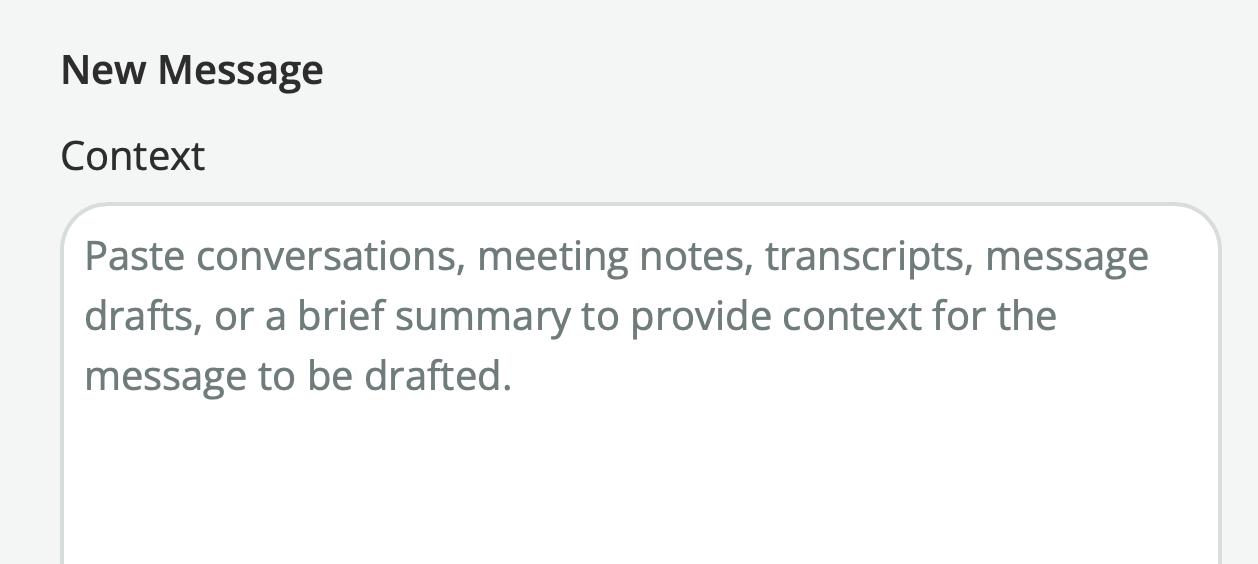 New Message
Context
Paste conversations, meeting notes, transcripts, message
drafts, or a brief summary to provide context for the
message to be drafted.